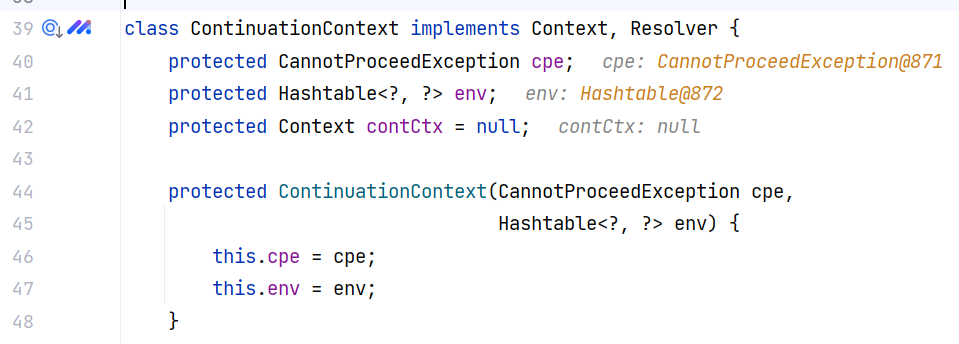 39 class ContinuationContext implements Context, Resolver {
40 protected CannotProceedException cpe; cpe: CannotProceedException@871
41 protected Hashtable<?, ?> env; env: Hashtable@872
42 protected Context contCtx = null; contCtx: null
43
44 protected ContinuationContext(CannotProceedException cpe,
45 Hashtable<?, ?> env) {
46 this.cpe = cpe;
47 this.env = env;
48 }